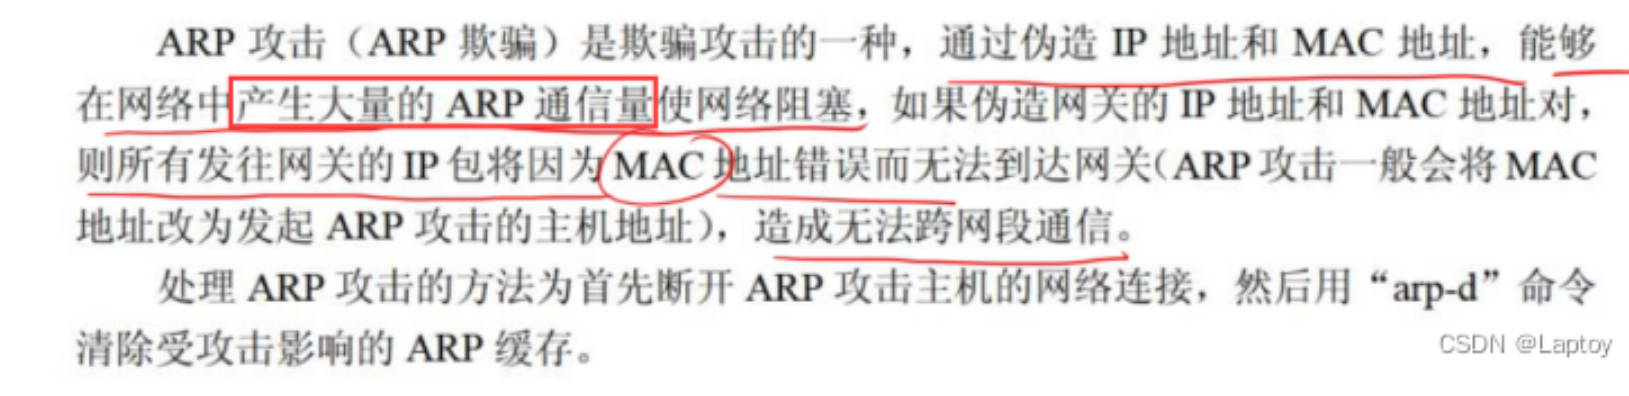 ARP 攻击（ARP 欺骗）是欺骗攻击的一种，通过伪造 IP 地址和 MAC 地址，能够
在网络中产生大量的 ARP 通信量使网络阻塞，如果伪造网关的 IP 地址和 MAC 地址对，
则所有发往网关的 IP 包将因为 MAC 地址错误而无法到达网关（ARP 攻击一般会将 MAC
地址改为发起 ARP 攻击的主机地址），造成无法跨网段通信。
处理 ARP 攻击的方法为首先断开 ARP 攻击主机的网络连接，然后用“arp-d”命令
清除受攻击影响的 ARP 缓存。
CSDN @Laptoy